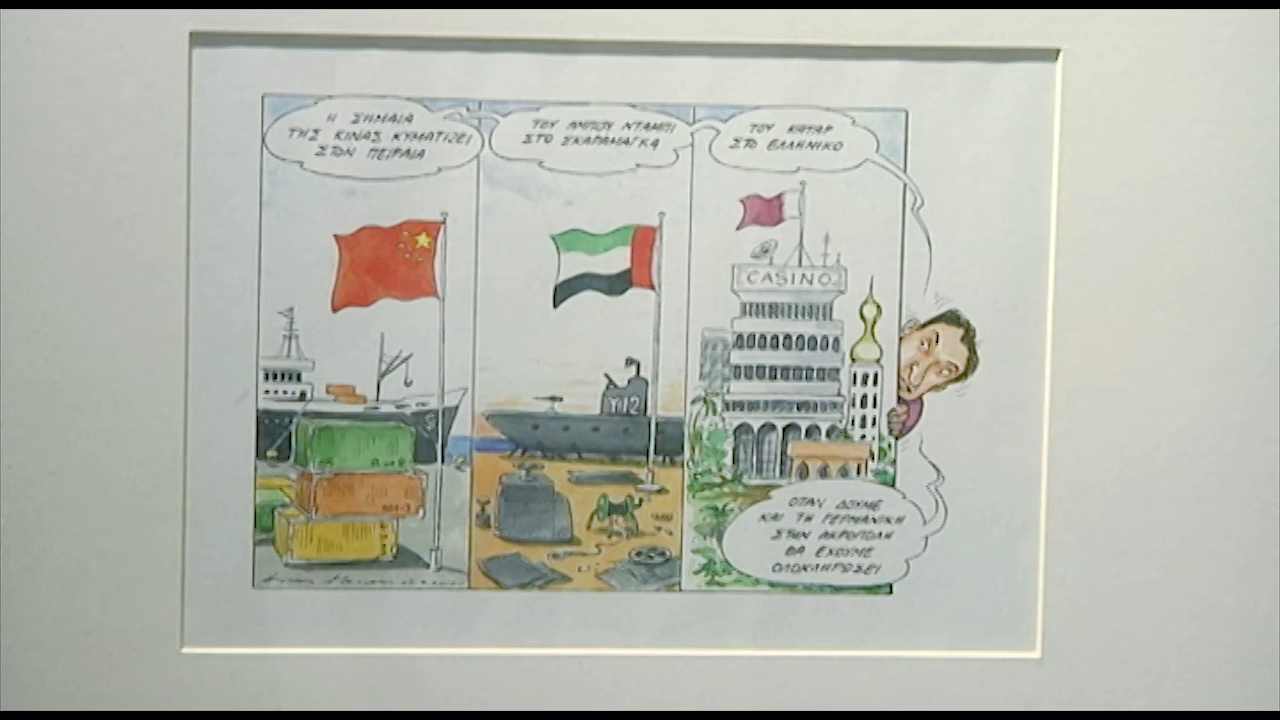 Η ΣΗΜΑΙΑ
ΤΗΣ ΚΙΝΑΣ ΚΥΜΑΤΙΖΕΙ
ΣΤΟΝ ΠΕΙΡΑΙΑ
ΤΟΥ ΑΜΠΟΥ ΝΤΑΜΠΙ
ΣΤΟ ΣΚΑΡΑΜΑΓΚΑ
ΤΟΥ ΚΑΤΑΡ
ΣΤΟ ΕΛΛΗΝΙΚΟ
CASINO
Y12
ΟΤΑΝ ΔΟΥΜΕ
ΚΑΙ ΤΗ ΓΕΡΜΑΝΙΚΗ
ΣΤΗΝ ΑΚΡΟΠΟΛΗ
ΘΑ ΕΧΟΥΜΕ
ΟΛΟΚΛΗΡΩΣΕΙ